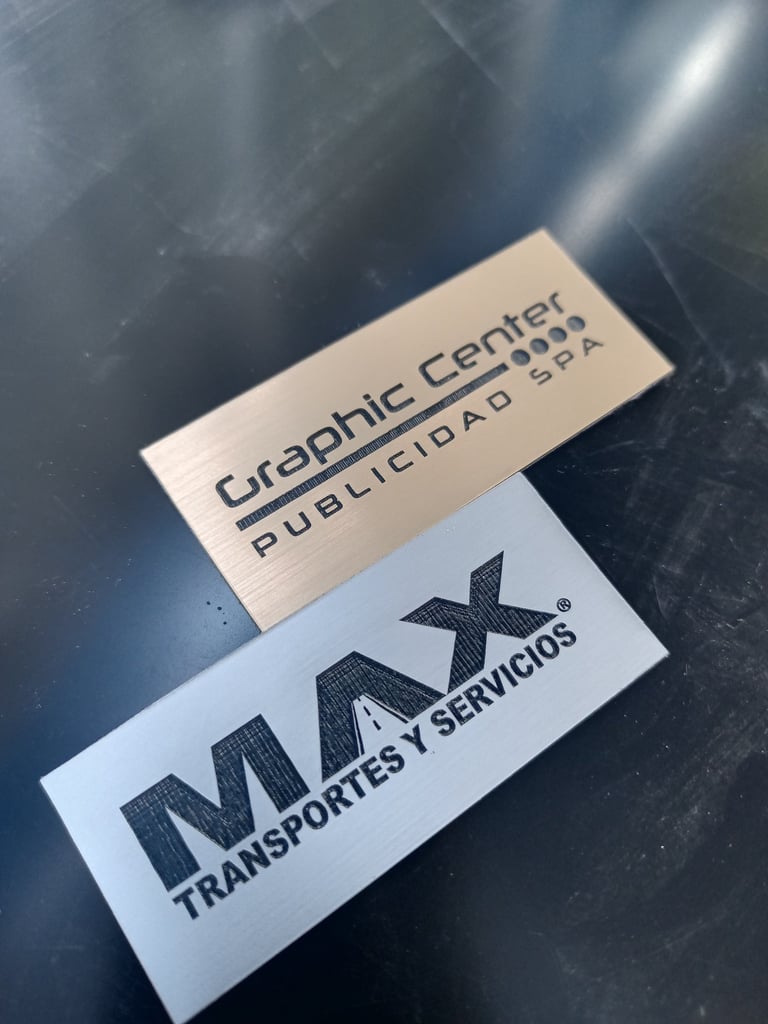 Graphic Center
PUBLICIDAD SPA
MAX®
TRANSPORTES Y SERVICIOS